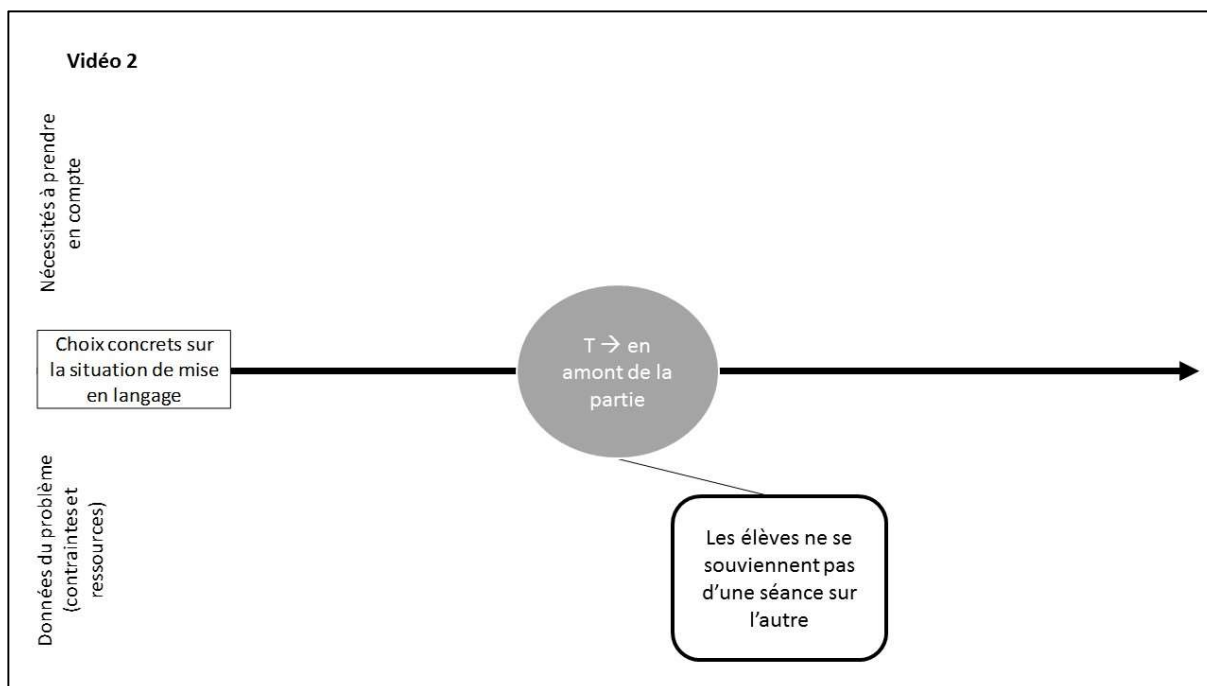 Vidéo 2
Nécessités à prendre
en compte
Choix concrets sur
la situation de mise
en langage
T → en
amont de la
partie
Données du problème
(contraintes et
ressources)
Les élèves ne se
souviennent pas
d'une séance sur
l'autre